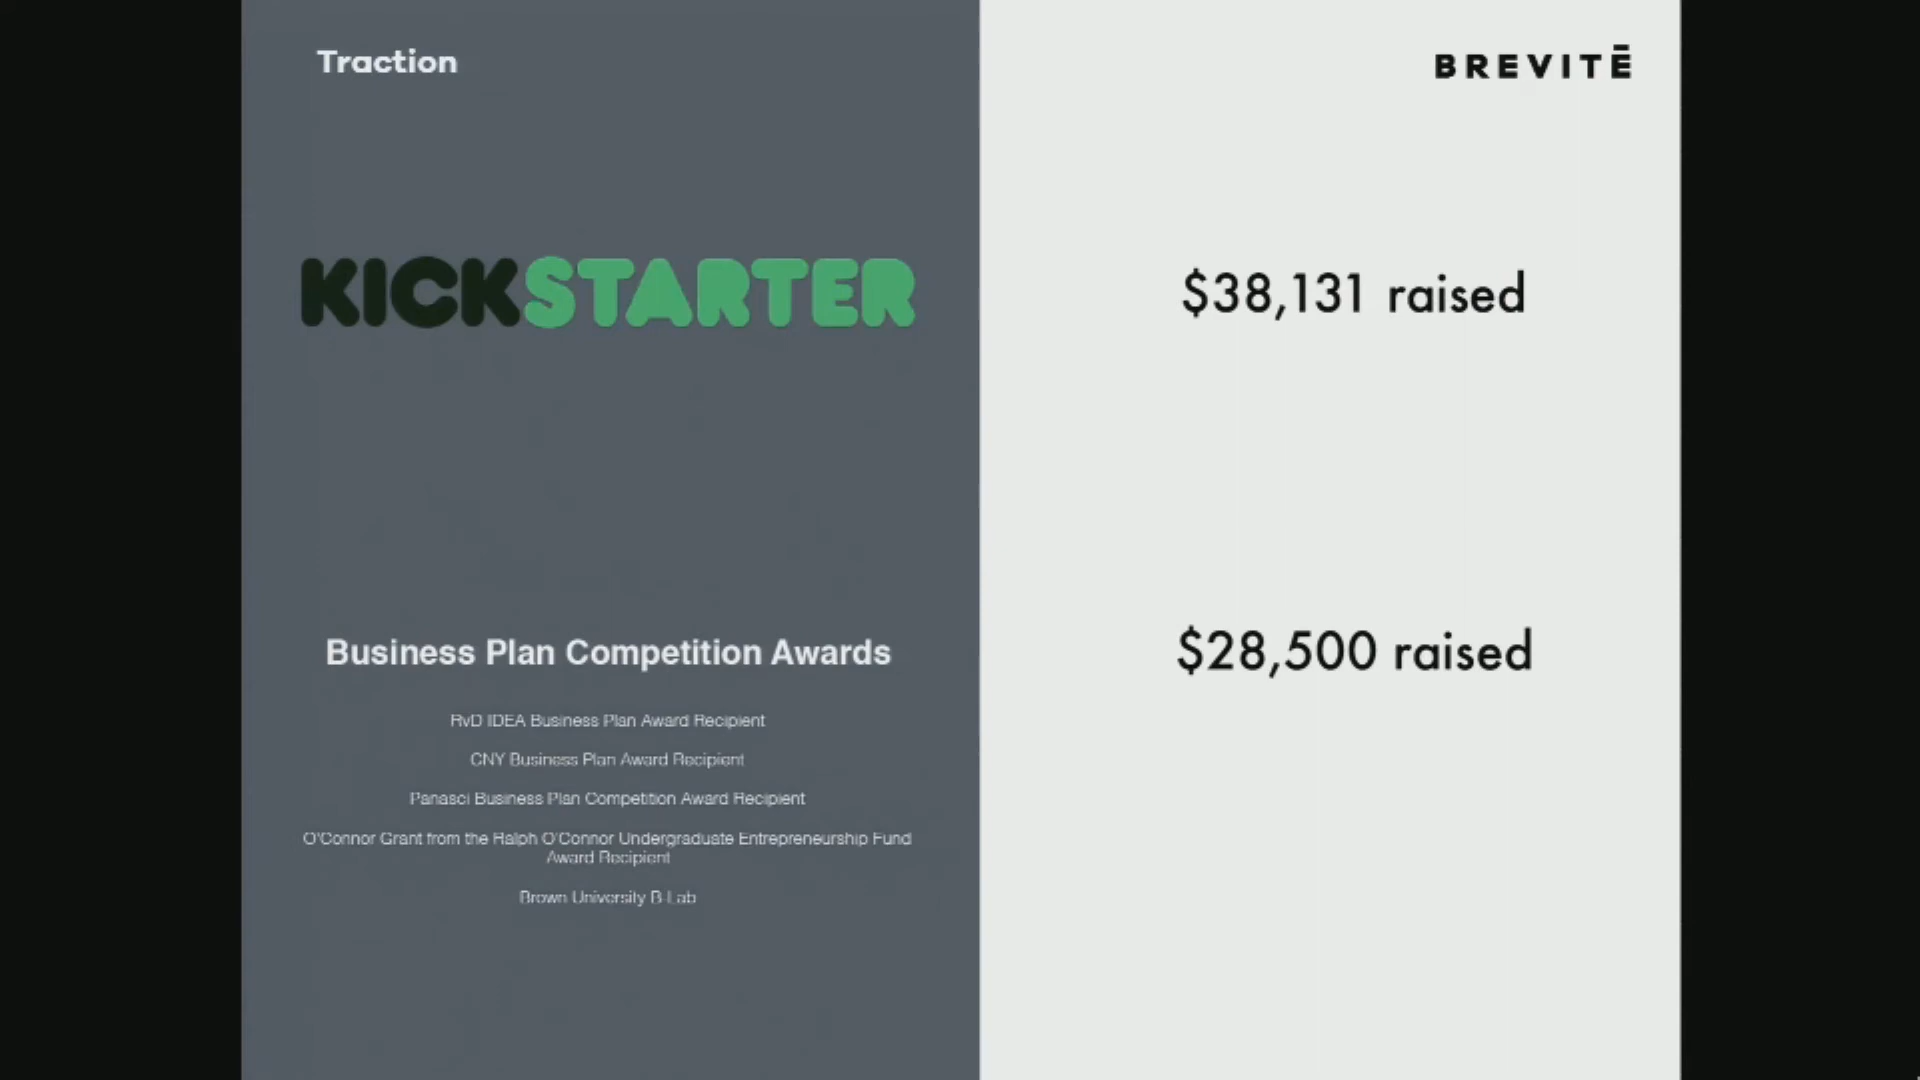 Traction
BREVITĒ
KICKSTARTER
$38,131 raised
Business Plan Competition Awards
$28,500 raised
RvD IDEA Business Plan Award Recipient
CNY Business Plan Award Recipient
Panasci Business Plan Competition Award Recipient
O'Connor Grant from the Ralph O'Connor Undergraduate Entrepreneurship Fund
Award Recipient
Brown University B-Lab